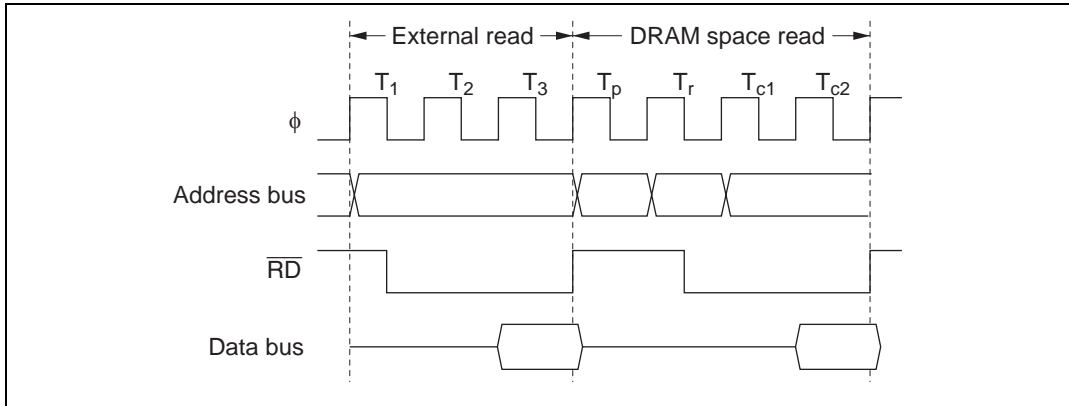 External read DRAM space read
T1 T2 T3 Tp Tr Tc1 Tc2
ϕ
Address bus
RD
Data bus